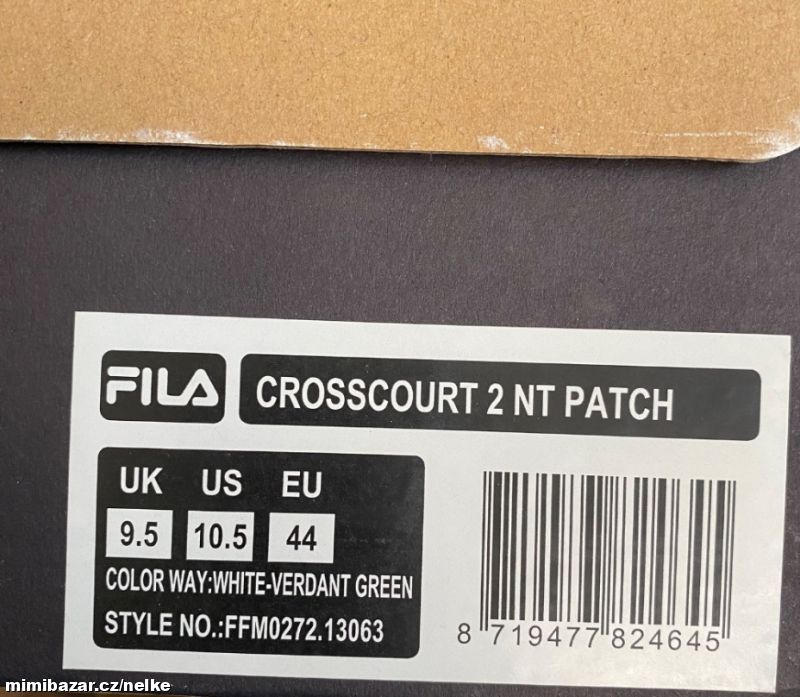 FILA
CROSSCOURT 2 NT PATCH
UK US EU
9.5 10.5 44
COLOR WAY:WHITE-VERDANT GREEN
STYLE NO.:FFM0272.13063
8 719477 824645
mimibazar.cz/nelke